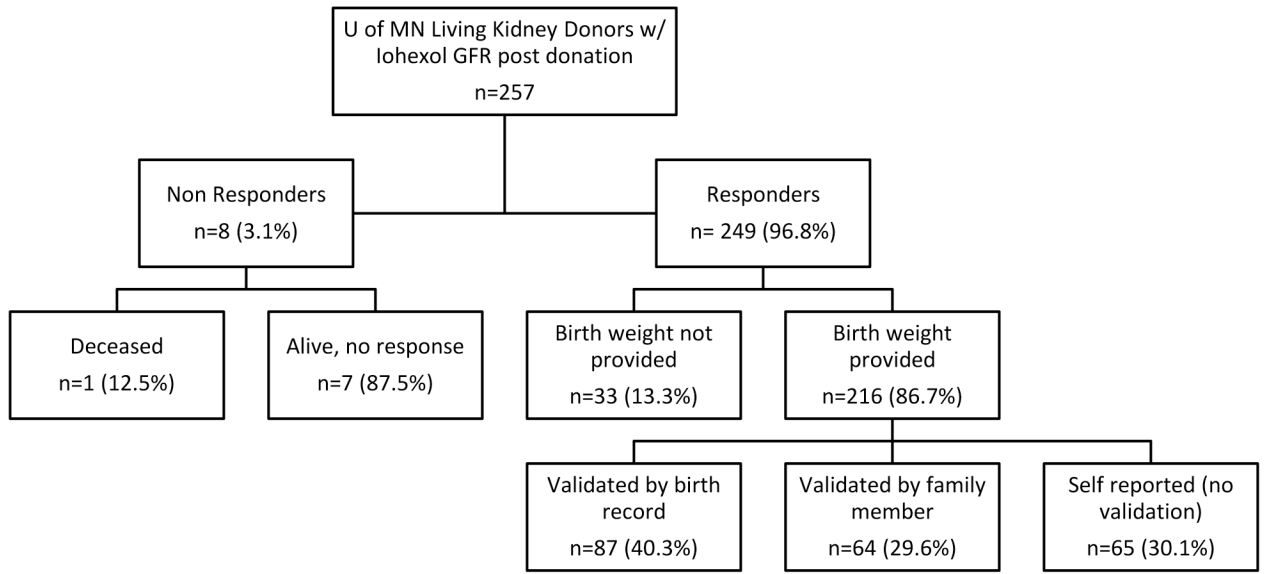 U of MN Living Kidney Donors w/
Iohexol GFR post donation
n=257
Non Responders
n=8 (3.1%)
Responders
n= 249 (96.8%)
Deceased
n=1 (12.5%)
Alive, no response
n=7 (87.5%)
Birth weight not
provided
n=33 (13.3%)
Birth weight
provided
n=216 (86.7%)
Validated by birth
record
n=87 (40.3%)
Validated by family
member
n=64 (29.6%)
Self reported (no
validation)
n=65 (30.1%)